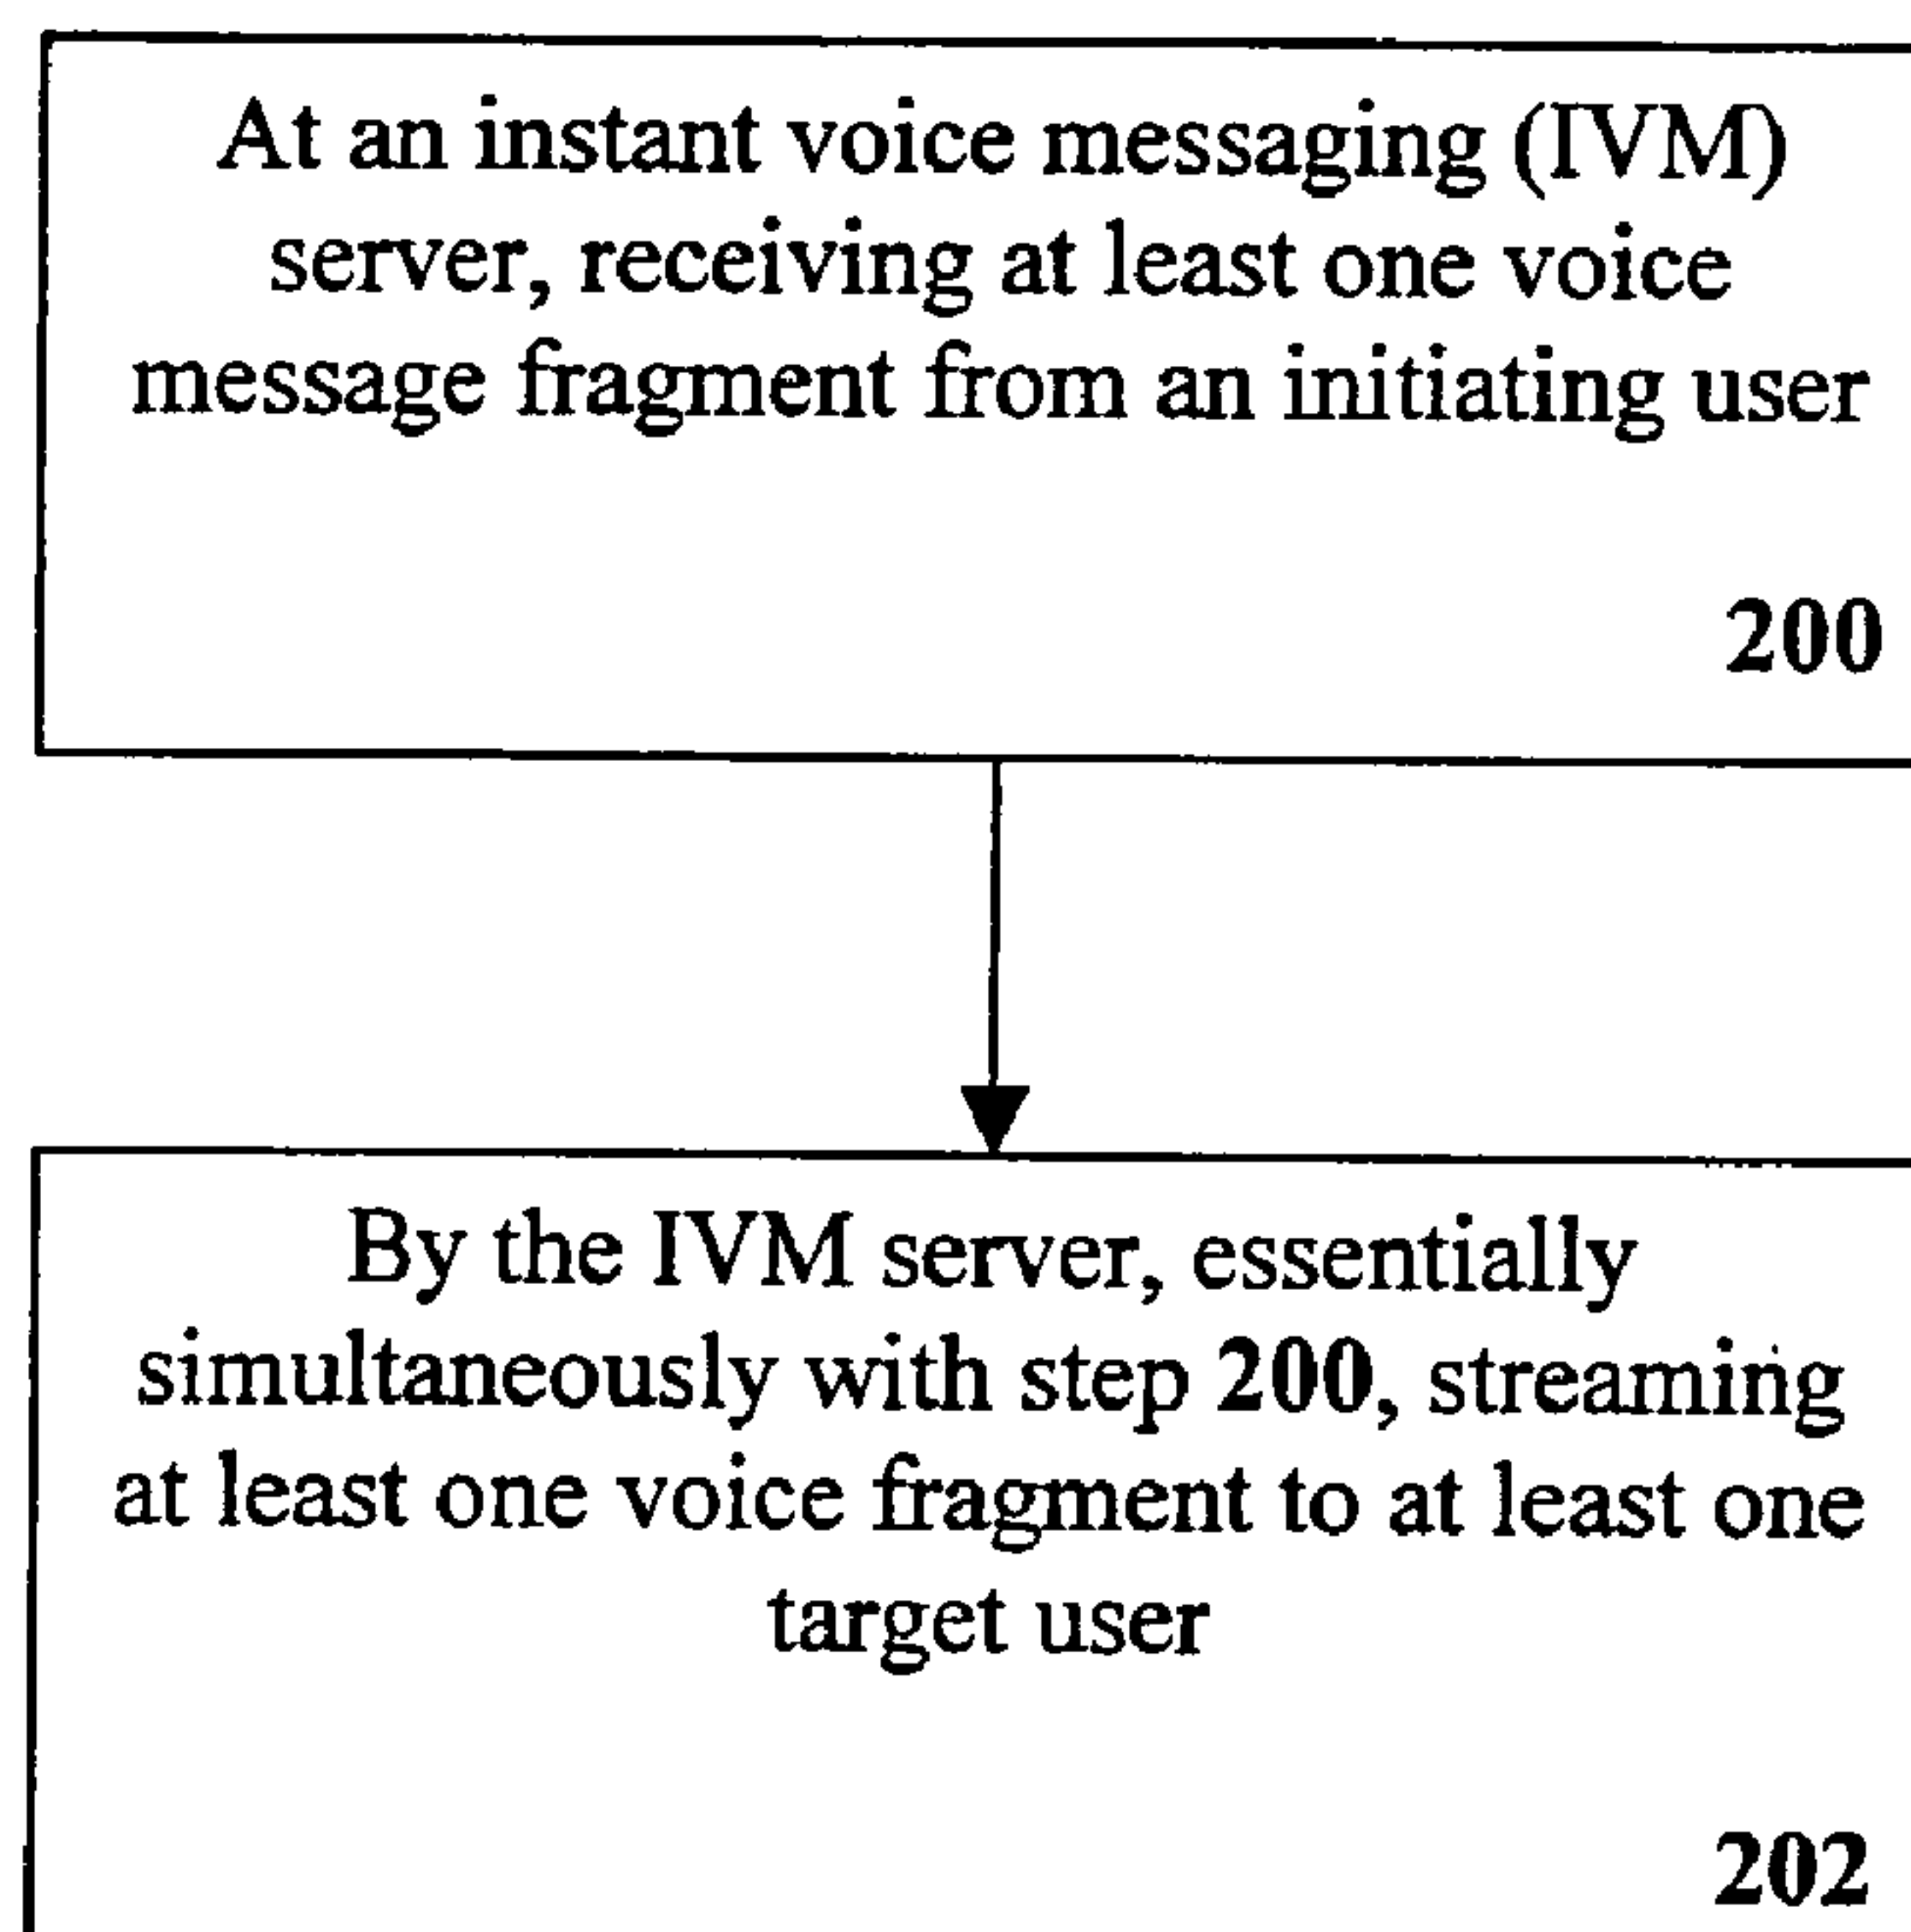 At an instant voice messaging (IVM)
server, receiving at least one voice
message fragment from an initiating user
200
By the IVM server, essentially
simultaneously with step 200, streaming
at least one voice fragment to at least one
target user
202